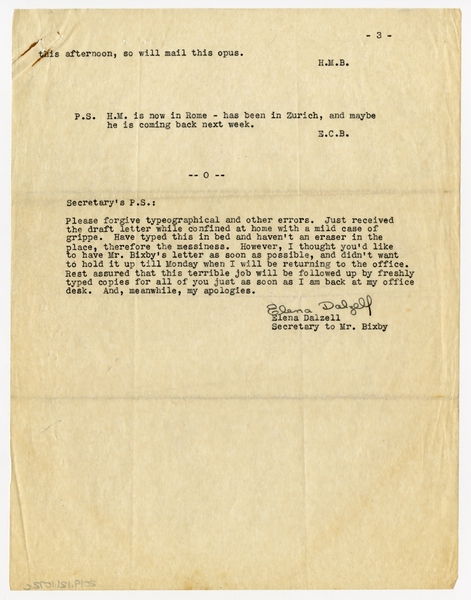 - 3 -
this afternoon, so will mail this opus.
H.M.B.
P.S. H.M. is now in Rome - has been in Zurich, and maybe
he is coming back next week.
E.C.B.
-- 0 --
Secretary's P.S.:
Please forgive typeographical and other errors. Just received
the draft letter while confined at home with a mild case of
grippe. Have typed this in bed and haven't an eraser in the
place, therefore the messiness. However, I thought you'd like
to have Mr. Bixby's letter as soon as possible, and didn't want
to hold it up till Monday when I will be returning to the office.
Rest assured that this terrible job will be followed up by freshly
typed copies for all of you just as soon as I am back at my office
desk. And, meanwhile, my apologies.
Elena Dalzell
Elena Dalzell
Secretary to Mr. Bixby